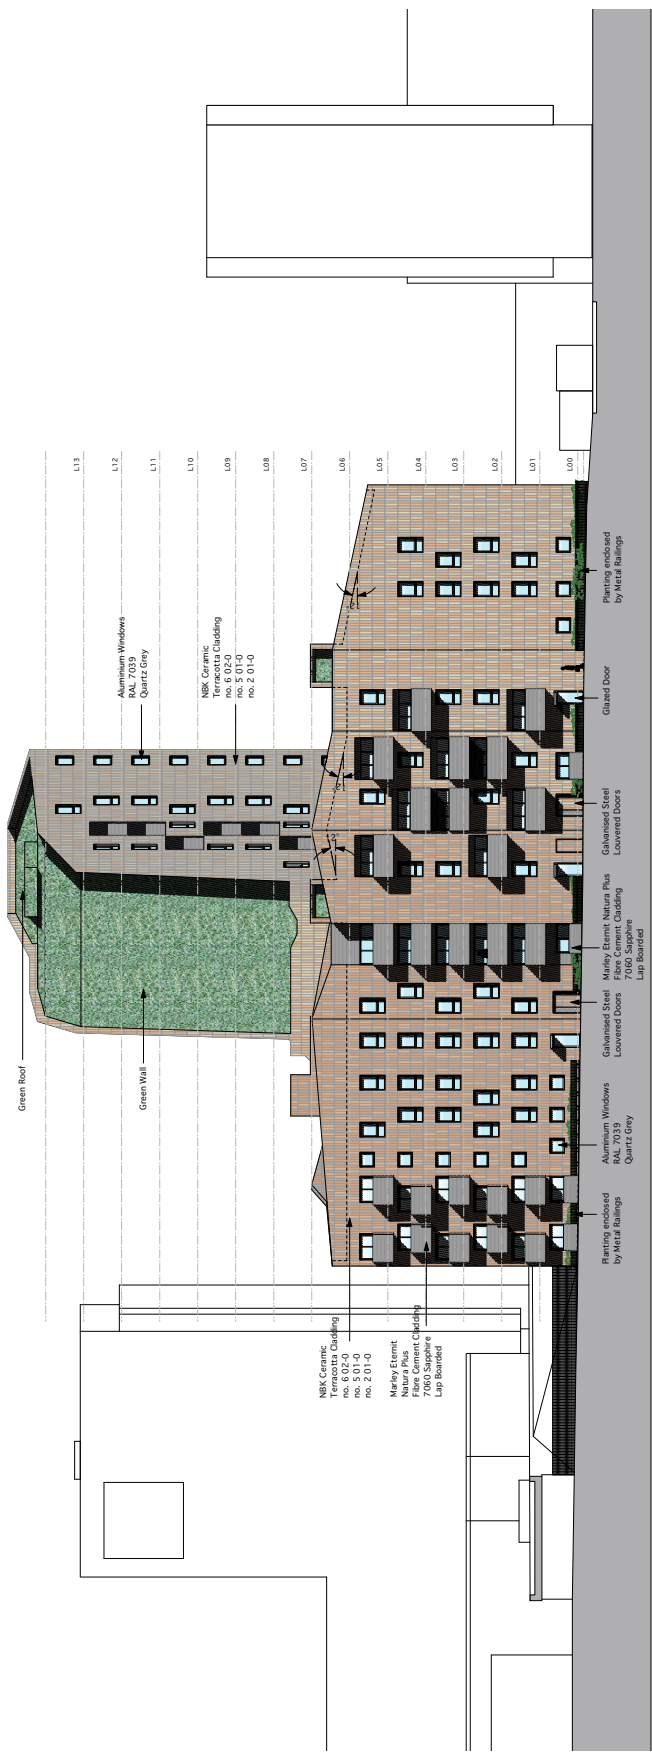 Green Roof
Green Wall
Aluminium Windows
RAL 7039
Quartz Grey
NBK Ceramic
Terracotta Cladding
no. 6 02-0
no. 5 01-0
no. 2 01-0
L13
L12
L11
L10
L09
L08
L07
L06
L05
L04
L03
L02
L01
L00
12°
12°
12°
NBK Ceramic
Terracotta Cladding
no. 6 02-0
no. 5 01-0
no. 2 01-0
Marley Eternit
Natura Plus
Fibre Cement Cladding
7060 Sapphire
Lap Boarded
Planting enclosed
by Metal Railings
Aluminium Windows
RAL 7039
Quartz Grey
Galvanised Steel
Louvered Doors
Marley Eternit Natura Plus
Fibre Cement Cladding
7060 Sapphire
Lap Boarded
Galvanised Steel
Louvered Doors
Glazed Door
Planting enclosed
by Metal Railings